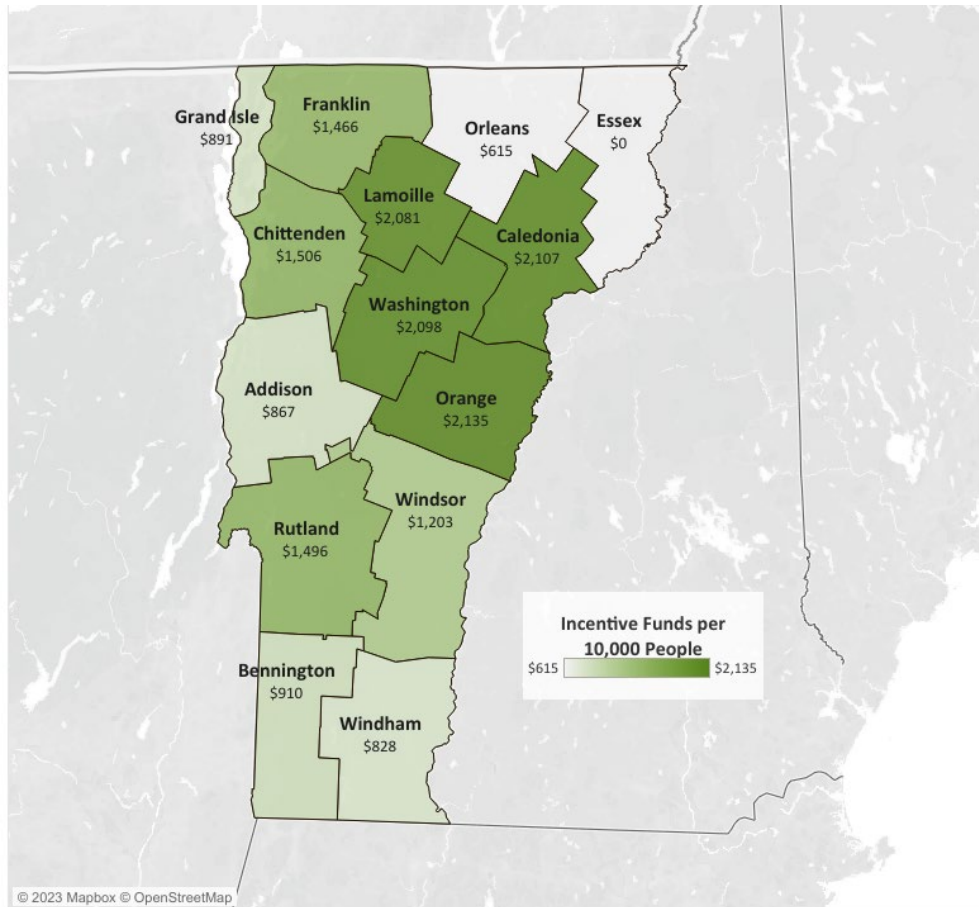 Grand Isle
$891
Franklin
$1,466
Orleans
$615
Essex
$0
Lamoille
$2,081
Chittenden
$1,506
Caledonia
$2,107
Washington
$2,098
Addison
$867
Orange
$2,135
Windsor
$1,203
Rutland
$1,496
Incentive Funds per
10,000 People
$615
$2,135
Bennington
$910
Windham
$828
© 2023 Mapbox © OpenStreetMap